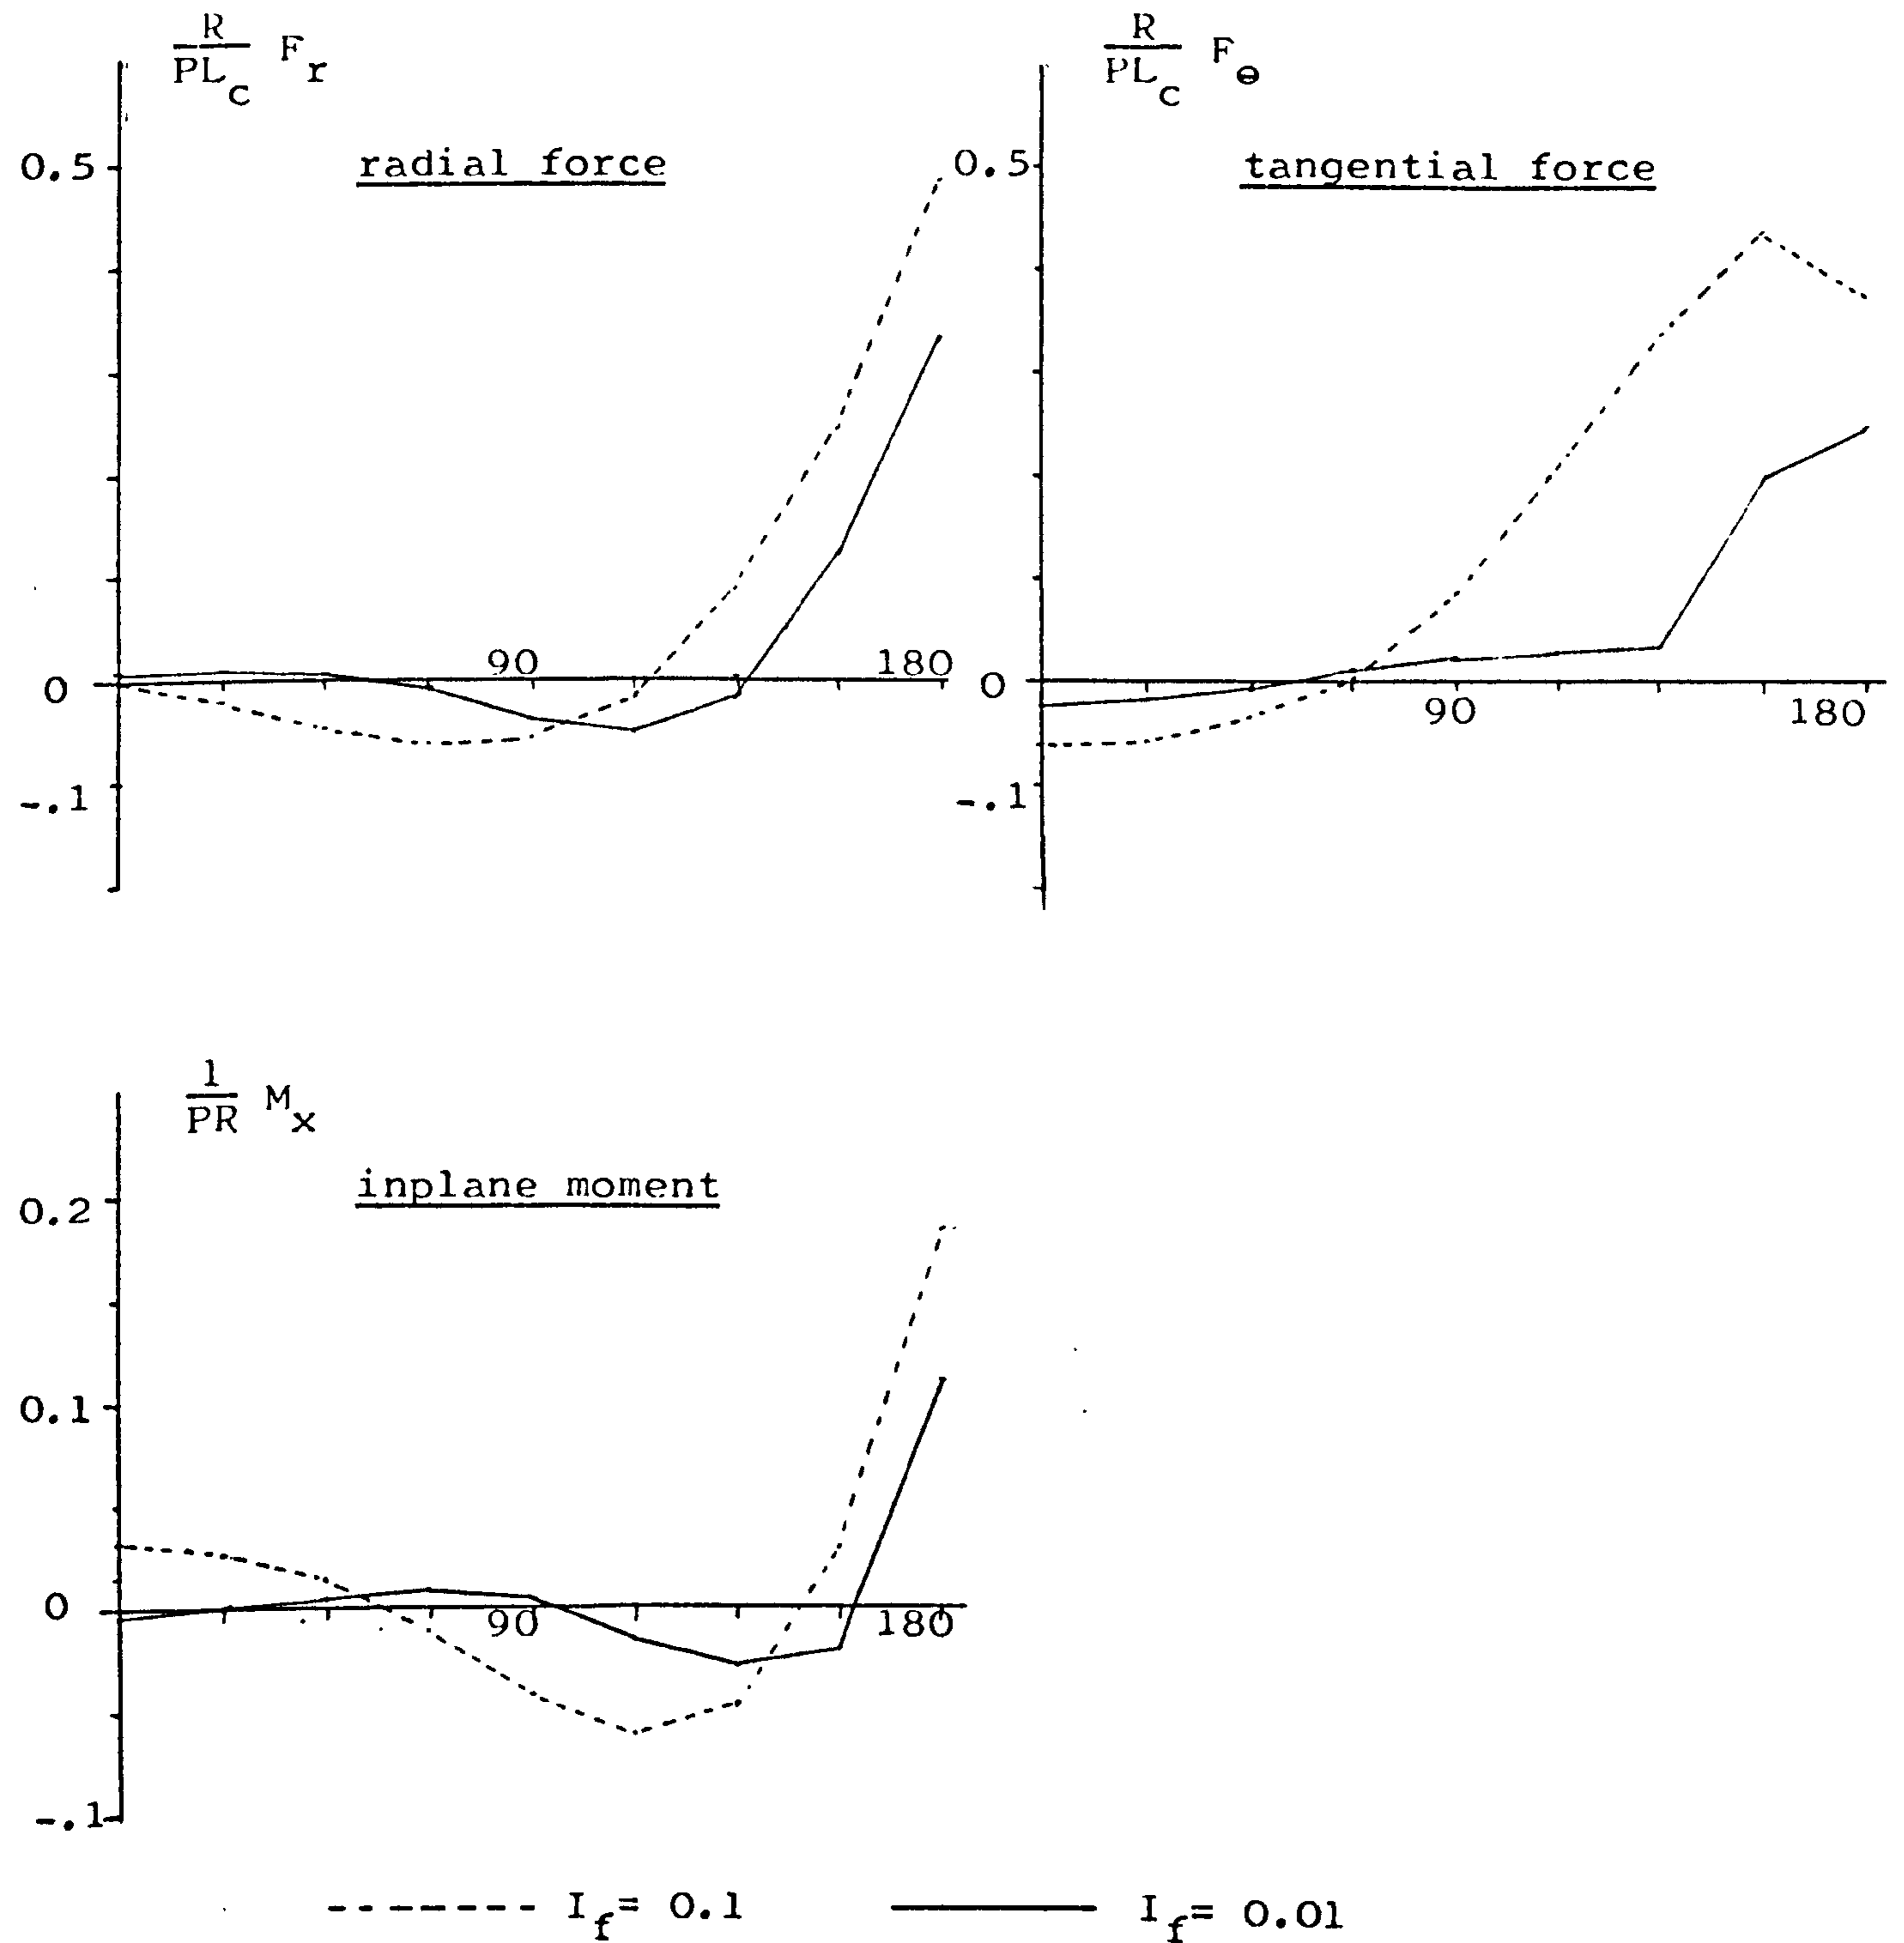 R/PL_c F_r
0.5
radial force
90
180
0
-.1
R/PL_c F_θ
0.5
tangential force
0
90
180
-.1
1/PR M_x
inplane moment
0.2
0.1
0
90
180
-.1
I_f= 0.1
I_f= 0.01